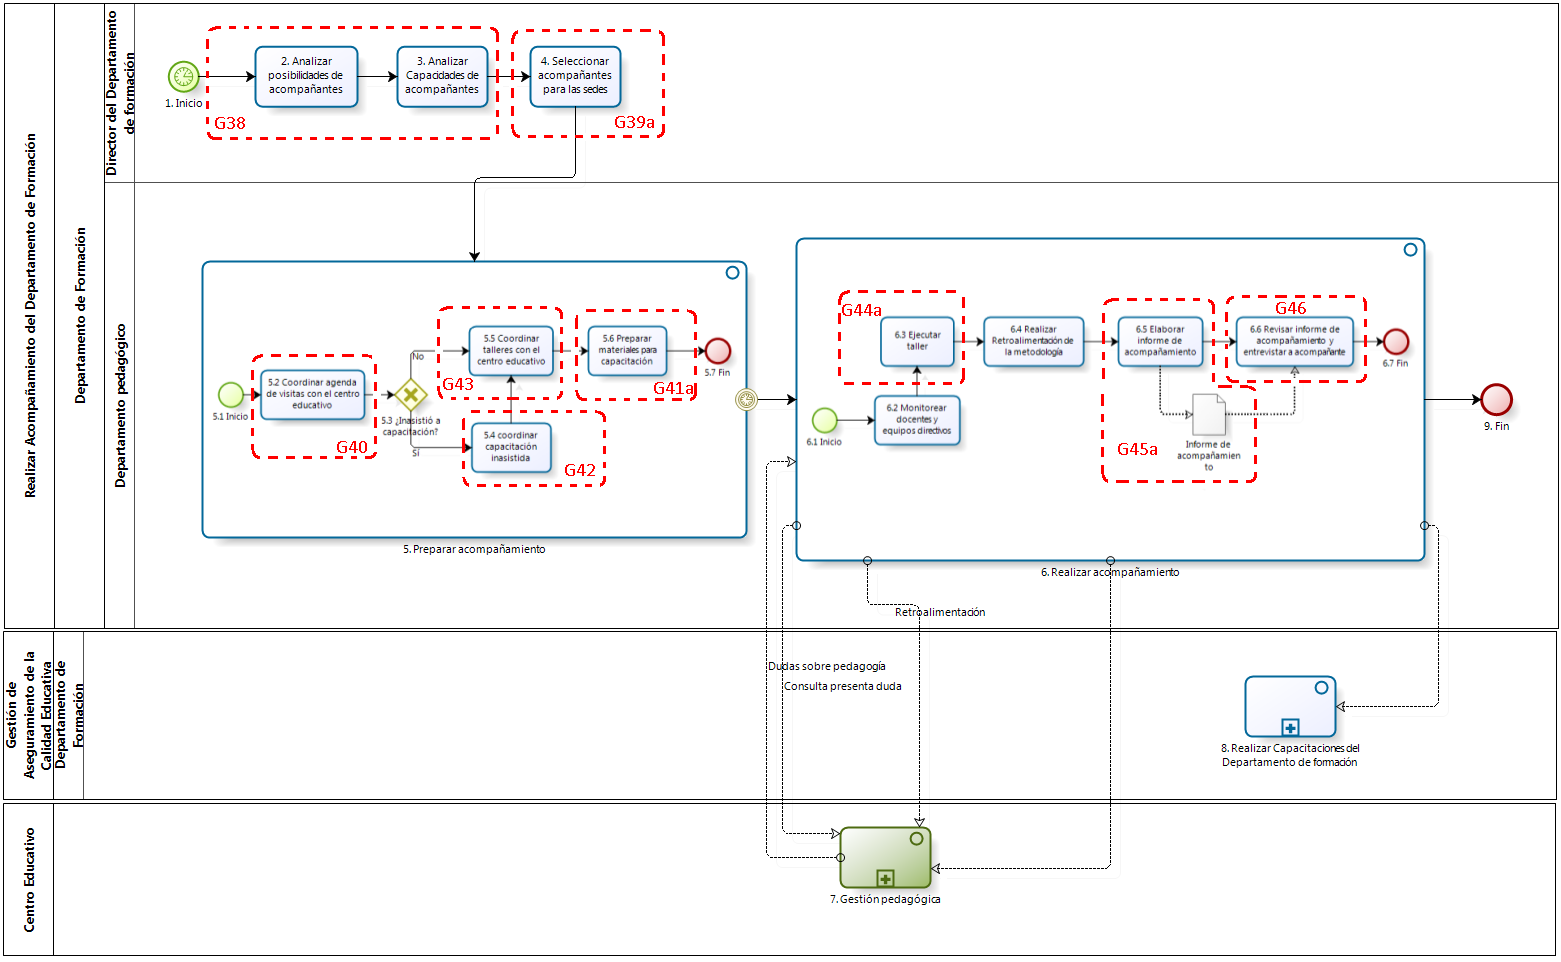 Realizar Acompañamiento del Departamento de Formación
Departamento de Formación
Director del Departamento
de formación
1. Inicio
2. Analizar
posibilidades de
acompañantes
3. Analizar
Capacidades de
acompañantes
G38
4. Seleccionar
acompañantes
para las sedes
G39a
Departamento pedagógico
5.1 Inicio
5.2 Coordinar agenda
de visitas con el centro
educativo
G40
5.3 ¿Inasistió a
capacitación?
No
Si
5.5 Coordinar
talleres con el
centro educativo
G43
5.4 coordinar
capacitación
inasistida
G42
5.6 Preparar
materiales para
capacitación
G41a
5.7 Fin
5. Preparar acompañamiento
6.1 Inicio
6.2 Monitorear
docentes y
equipos directivos
G44a
6.3 Ejecutar
taller
6.4 Realizar
Retroalimentación de
la metodología
6.5 Elaborar
informe de
acompañamiento
G45a
Informe de
acompañamien
to
G46
6.6 Revisar informe de
acompañamiento y
entrevistar a acompañante
6.7 Fin
6. Realizar acompañamiento
9. Fin
Retroalimentación
Dudas sobre pedagogía
Consulta presenta duda
Gestión de
Aseguramiento de la
Calidad Educativa
Departamento de
Formación
8. Realizar Capacitaciones del
Departamento de formación
Centro Educativo
7. Gestión pedagógica